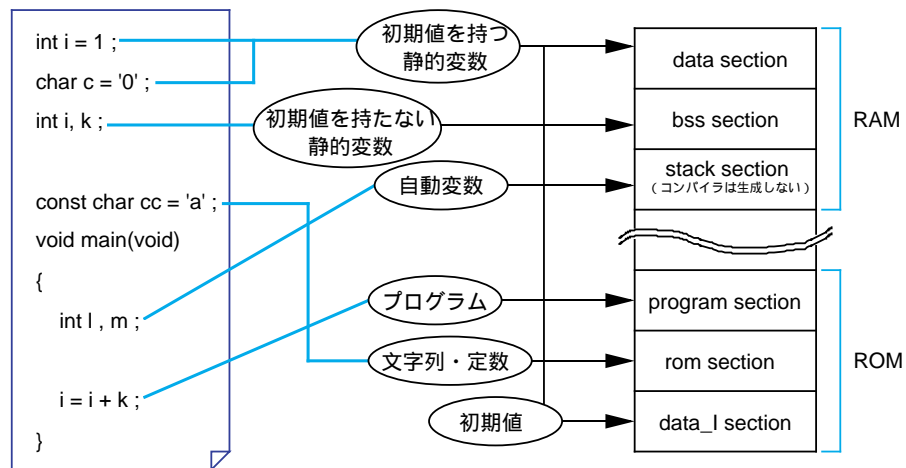 int i = 1 ;
char c = '0' ;
int i, k ;
const char cc = 'a' ;
void main(void)
{
int l , m ;
i = i + k ;
}
初期値を持つ
静的変数
初期値を持たない
静的変数
自動変数
プログラム
文字列・定数
初期値
data section
bss section
stack section
（コンパイラは生成しない）
program section
rom section
data_I section
RAM
ROM